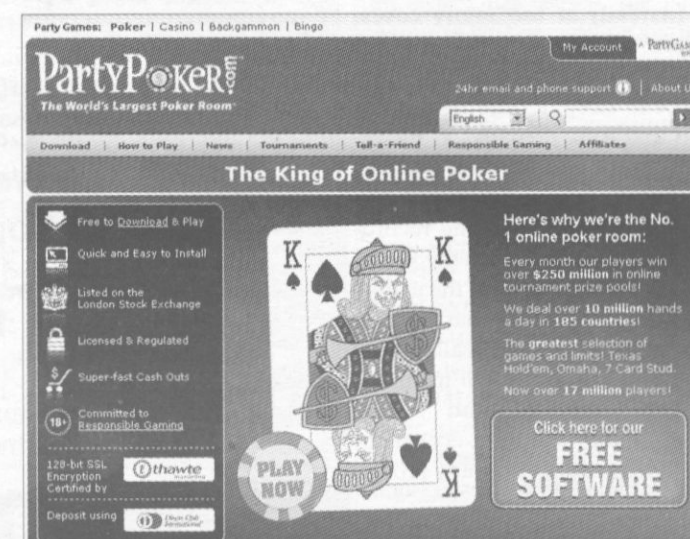 Party Games: Poker | Casino | Backgammon | Bingo
My Account
PartyPoker.com
The World's Largest Poker Room
24hr email and phone support | About
English
Download | How to Play | News | Tournaments | Tell-a-Friend | Responsible Gaming | Affiliates
The King of Online Poker
Free to Download & Play
Quick and Easy to Install
Listed on the
London Stock Exchange
Licensed & Regulated
Super-fast Cash Outs
18+
Committed to
Responsible Gaming
128-bit SSL
Encryption
Certified by
thawte
Deposit using
Diners Club
International
K
K
K
PLAY
NOW
Here's why we're the No.
1 online poker room:
Every month our players win
over $250 million in online
tournament prize pools!
We deal over 10 million hands
a day in 185 countries!
The greatest selection of
games and limits! Texas
Hold'em, Omaha, 7 Card Stud.
Now over 17 million players!
Click here for our
FREE
SOFTWARE